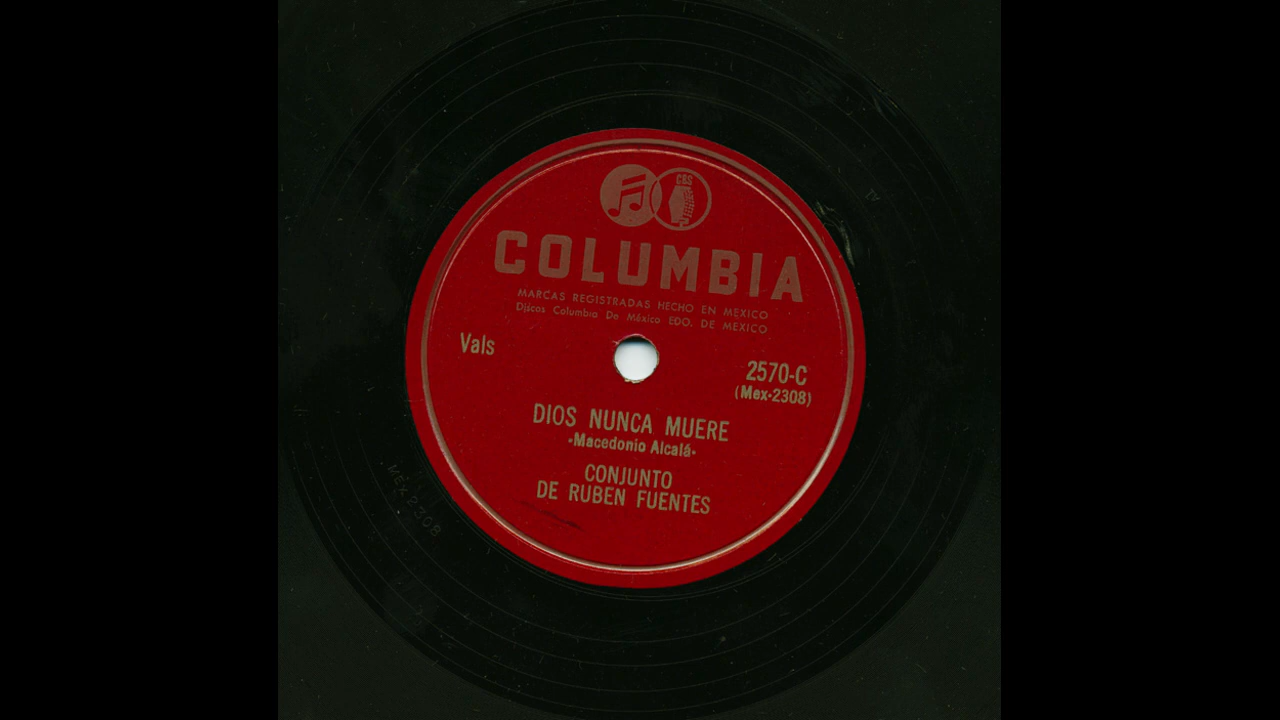 CBS
COLUMBIA
MARCAS REGISTRADAS HECHO EN MEXICO
Discos Columbia De México EDO. DE MEXICO
Vals
2570-C
(Mex-2308)
DIOS NUNCA MUERE
-Macedonio Alcalá-
CONJUNTO
DE RUBEN FUENTES
MEX 2308